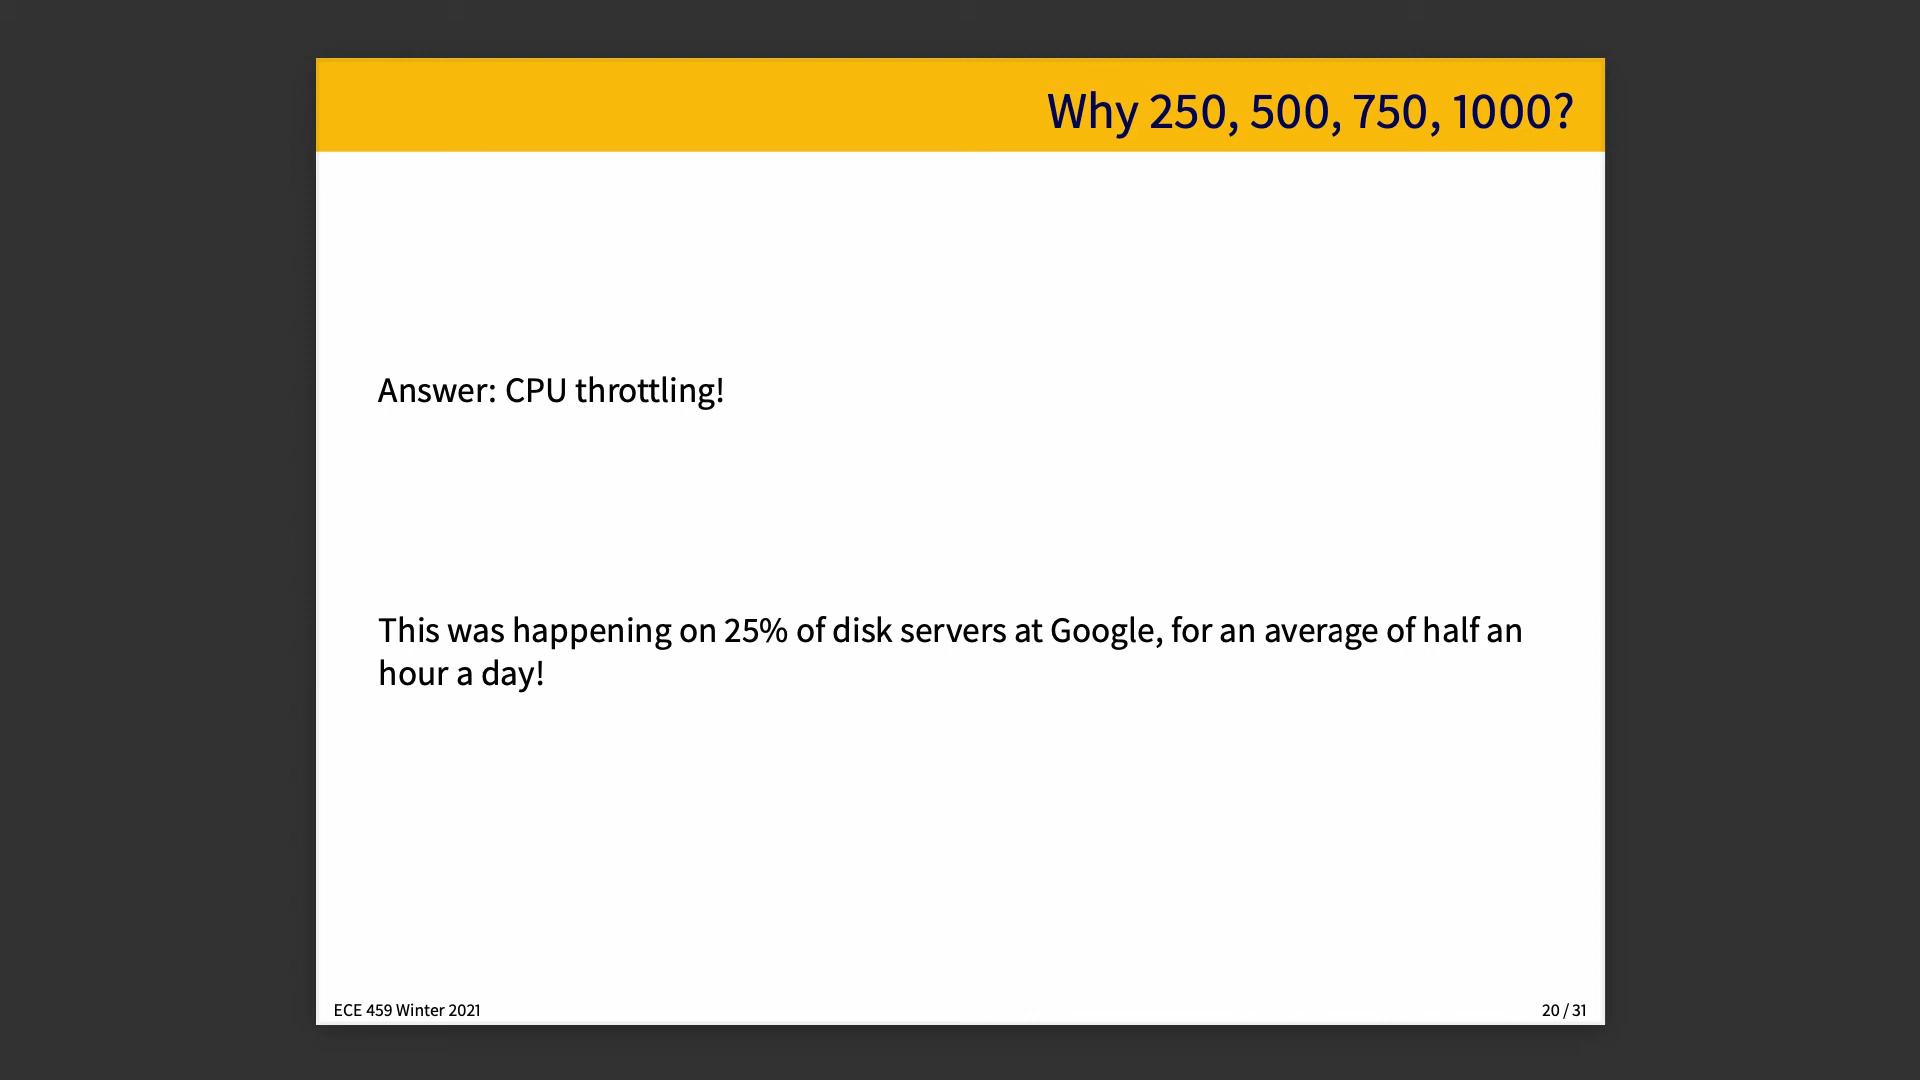 Why 250, 500, 750, 1000?
Answer: CPU throttling!
This was happening on 25% of disk servers at Google, for an average of half an
hour a day!
ECE 459 Winter 2021
20 / 31